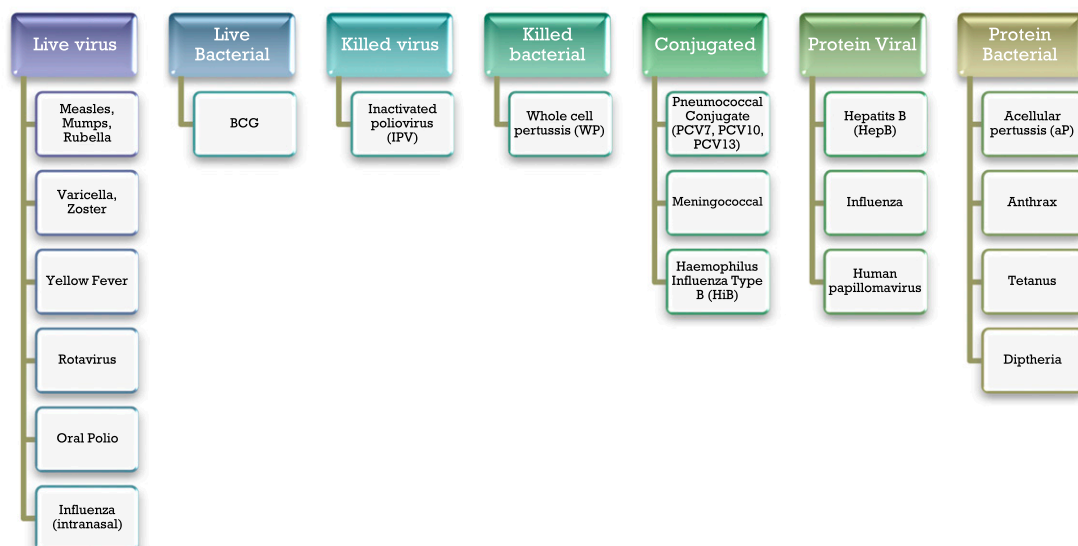 Live virus
Measles,
Mumps,
Rubella
Varicella,
Zoster
Yellow Fever
Rotavirus
Oral Polio
Influenza
(intranasal)
Live
Bacterial
BCG
Killed virus
Inactivated
poliovirus
(IPV)
Killed
bacterial
Whole cell
pertussis (WP)
Conjugated
Pneumococcal
Conjugate
(PCV7, PCV10,
PCV13)
Meningococcal
Haemophilus
Influenza Type
B (HiB)
Protein Viral
Hepatits B
(HepB)
Influenza
Human
papillomavirus
Protein
Bacterial
Acellular
pertussis (aP)
Anthrax
Tetanus
Diptheria